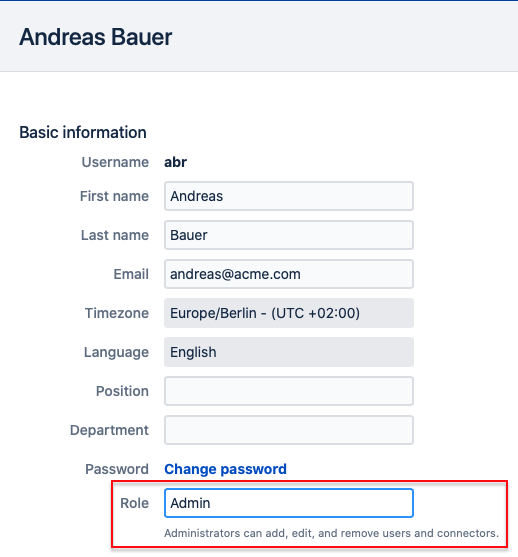 Andreas Bauer
Basic information
Username abr
First name Andreas
Last name Bauer
Email andreas@acme.com
Timezone Europe/Berlin - (UTC +02:00)
Language English
Position
Department
Password Change password
Role Admin
Administrators can add, edit, and remove users and connectors.